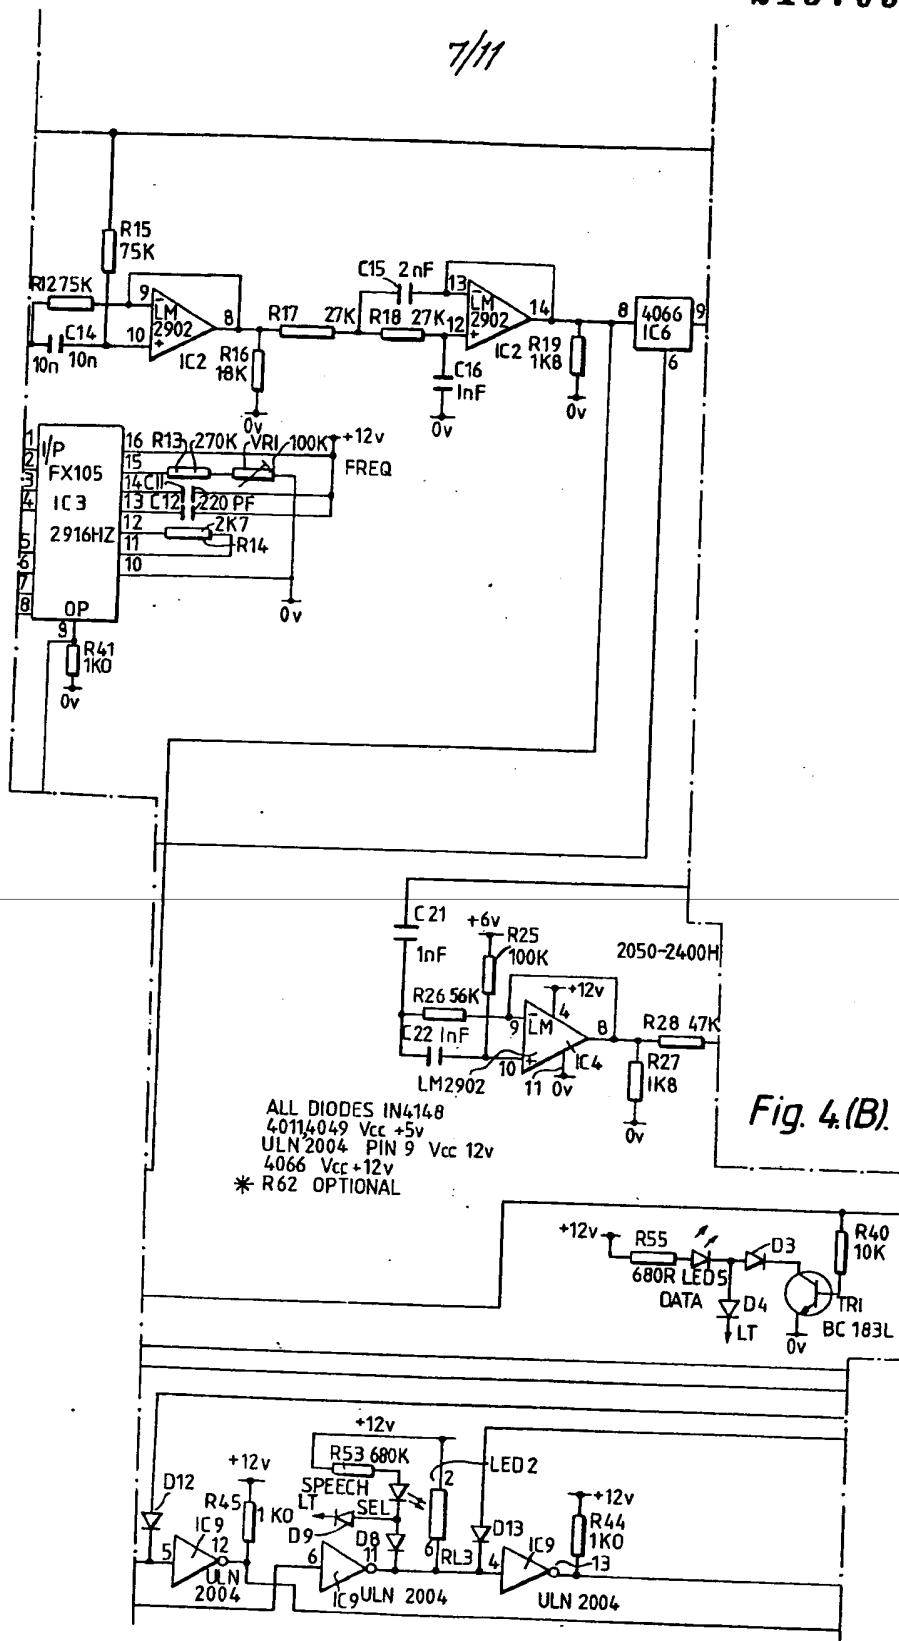 7/11
R15
75K
R12 75K
C14
10n
10n
9
10
LM
2902
8
IC2
R16
18K
0v
R17
27K
C15 2nF
R18 27K
13
12
LM
2902
14
IC2
C16
1nF
0v
R19
1K8
0v
8
4066
IC6
9
6
1
2
3
4
5
6
7
8
I/P
FX105
IC3
2916HZ
OP
9
16
15
14
13
12
11
10
R13 270K
VR1 100K
+12v
FREQ
C11
C12 220 PF
2K7
R14
0v
R41
1K0
0v
C21
1nF
+6v
R25
100K
2050-2400H
R26 56K
C22 1nF
9
10
LM
+12v
4
8
IC4
11 0v
LM2902
R28 47K
R27
1K8
0v
Fig. 4.(B).
ALL DIODES IN4148
4011,4049 Vcc +5v
ULN 2004 PIN 9 Vcc 12v
4066 Vcc +12v
* R62 OPTIONAL
+12v
R55
680R
LED5
DATA
D3
D4
LT
R40
10K
TR1
BC 183L
0v
D12
+12v
R45
1K0
IC9
5
12
ULN
2004
+12v
R53 680K
SPEECH
SEL
LT
D9
D8
6
11
IC9
ULN 2004
2
6
LED2
RL3
D13
4
IC9
13
+12v
R44
1K0
ULN 2004